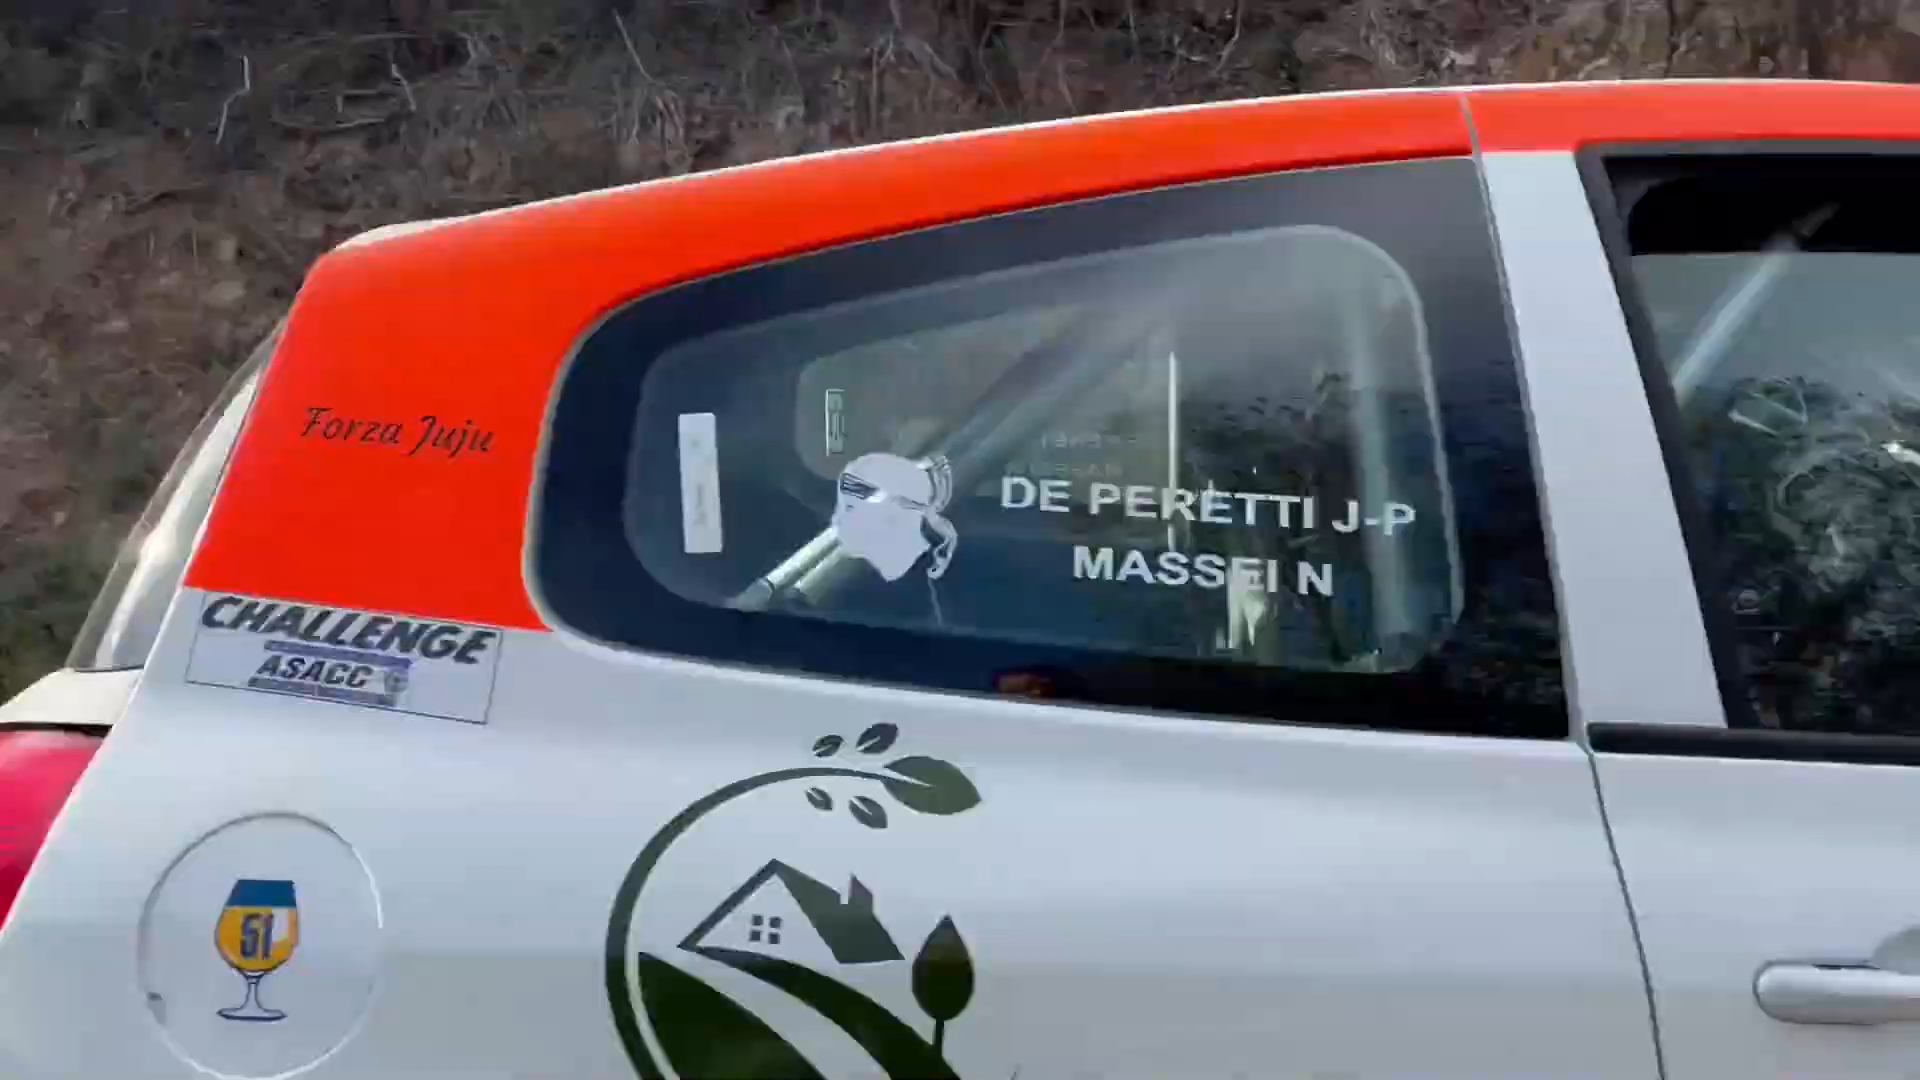 Forza Juju
DE PERETTI J-P
MASSEI N
CHALLENGE
ASACC
51